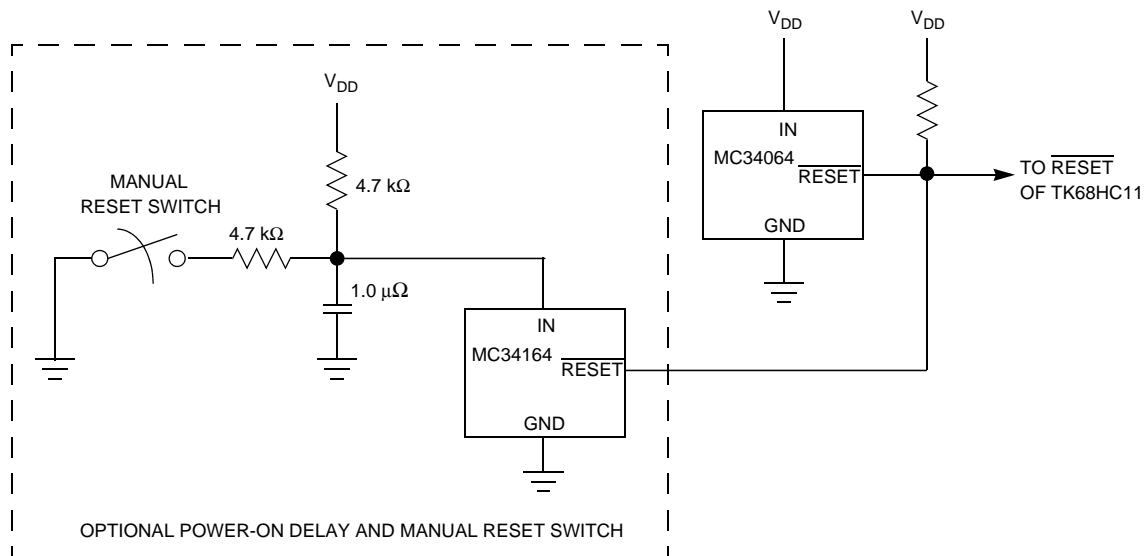 V_DD
V_DD
V_DD
IN
MC34064
RESET
GND
TO RESET
OF TK68HC11
4.7 kΩ
MANUAL
RESET SWITCH
4.7 kΩ
1.0 μΩ
IN
MC34164
RESET
GND
OPTIONAL POWER-ON DELAY AND MANUAL RESET SWITCH